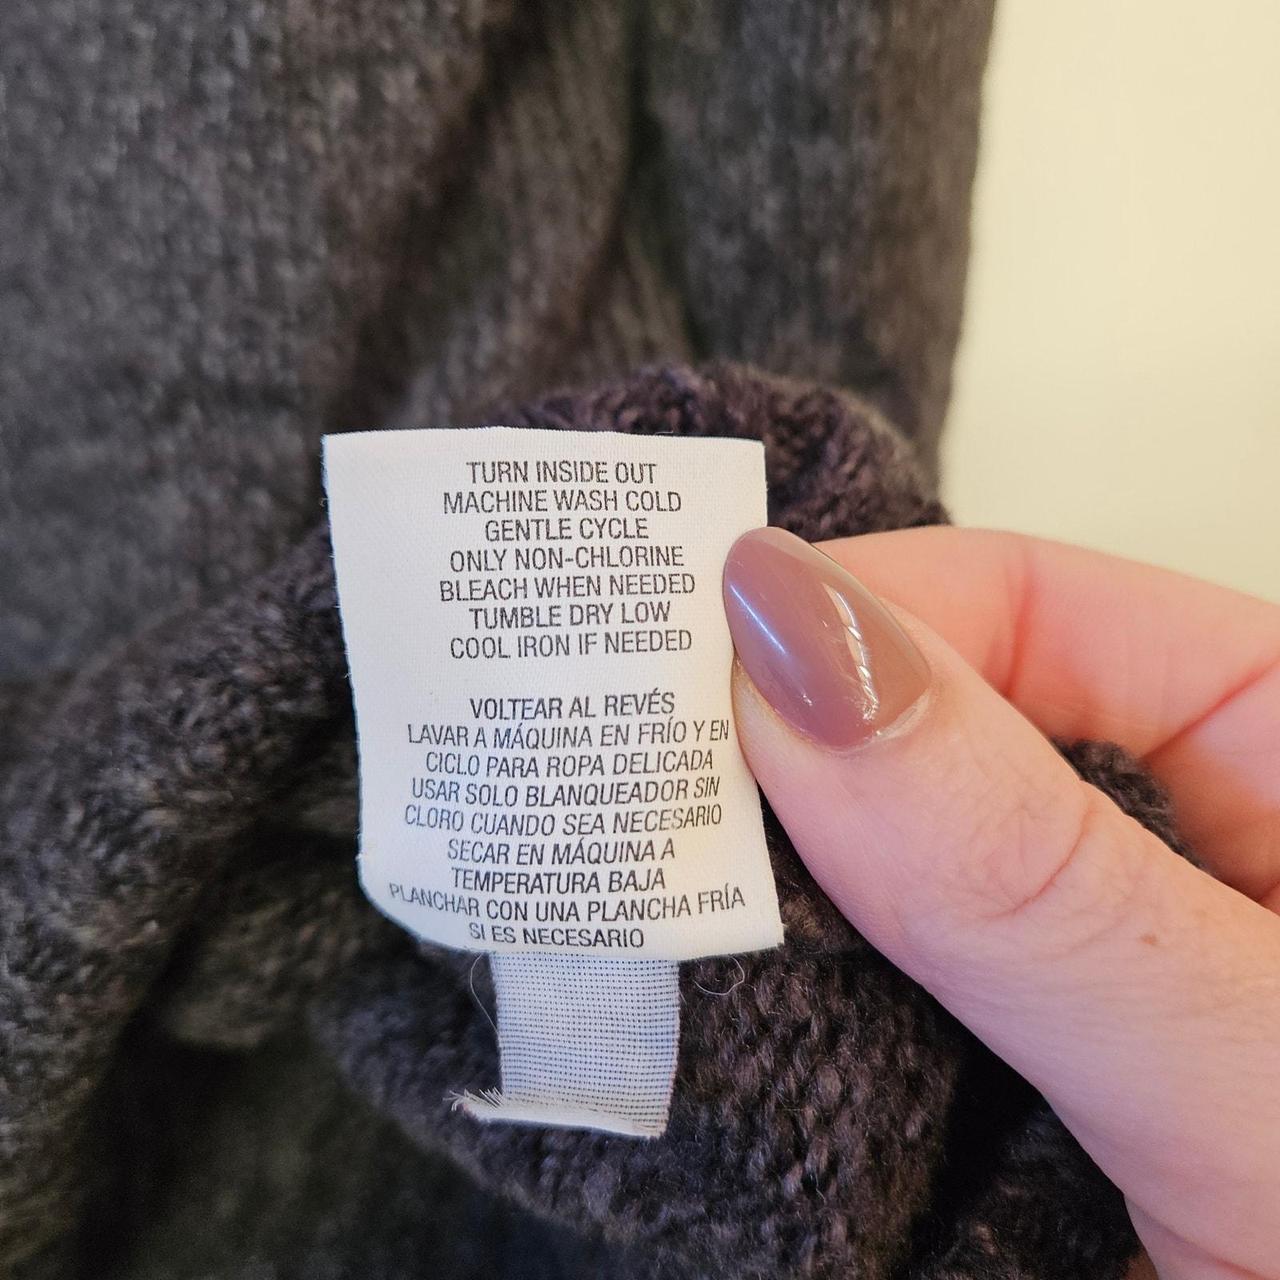 TURN INSIDE OUT
MACHINE WASH COLD
GENTLE CYCLE
ONLY NON-CHLORINE
BLEACH WHEN NEEDED
TUMBLE DRY LOW
COOL IRON IF NEEDED
VOLTEAR AL REVÉS
LAVAR A MÁQUINA EN FRÍO Y EN
CICLO PARA ROPA DELICADA
USAR SOLO BLANQUEADOR SIN
CLORO CUANDO SEA NECESARIO
SECAR EN MÁQUINA A
TEMPERATURA BAJA
PLANCHAR CON UNA PLANCHA FRÍA
SI ES NECESARIO